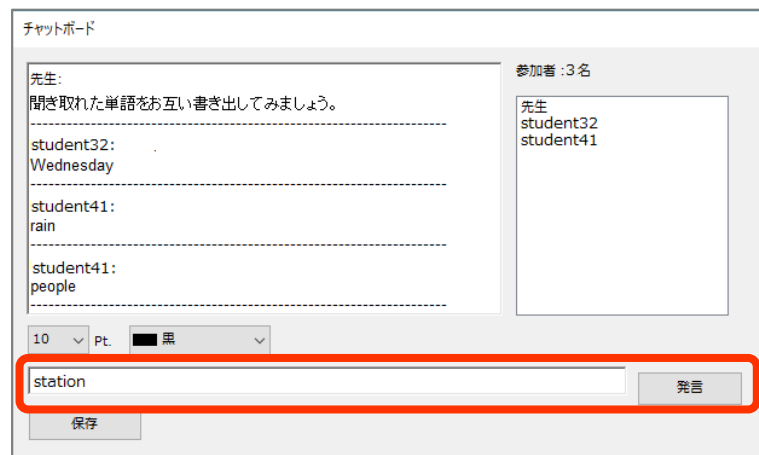 チャットボード
先生:
聞き取れた単語をお互い書き出してみましょう。
student32:
Wednesday
student41:
rain
student41:
people
参加者 :3名
先生
student32
student41
10 Pt. 黒
station 発言
保存